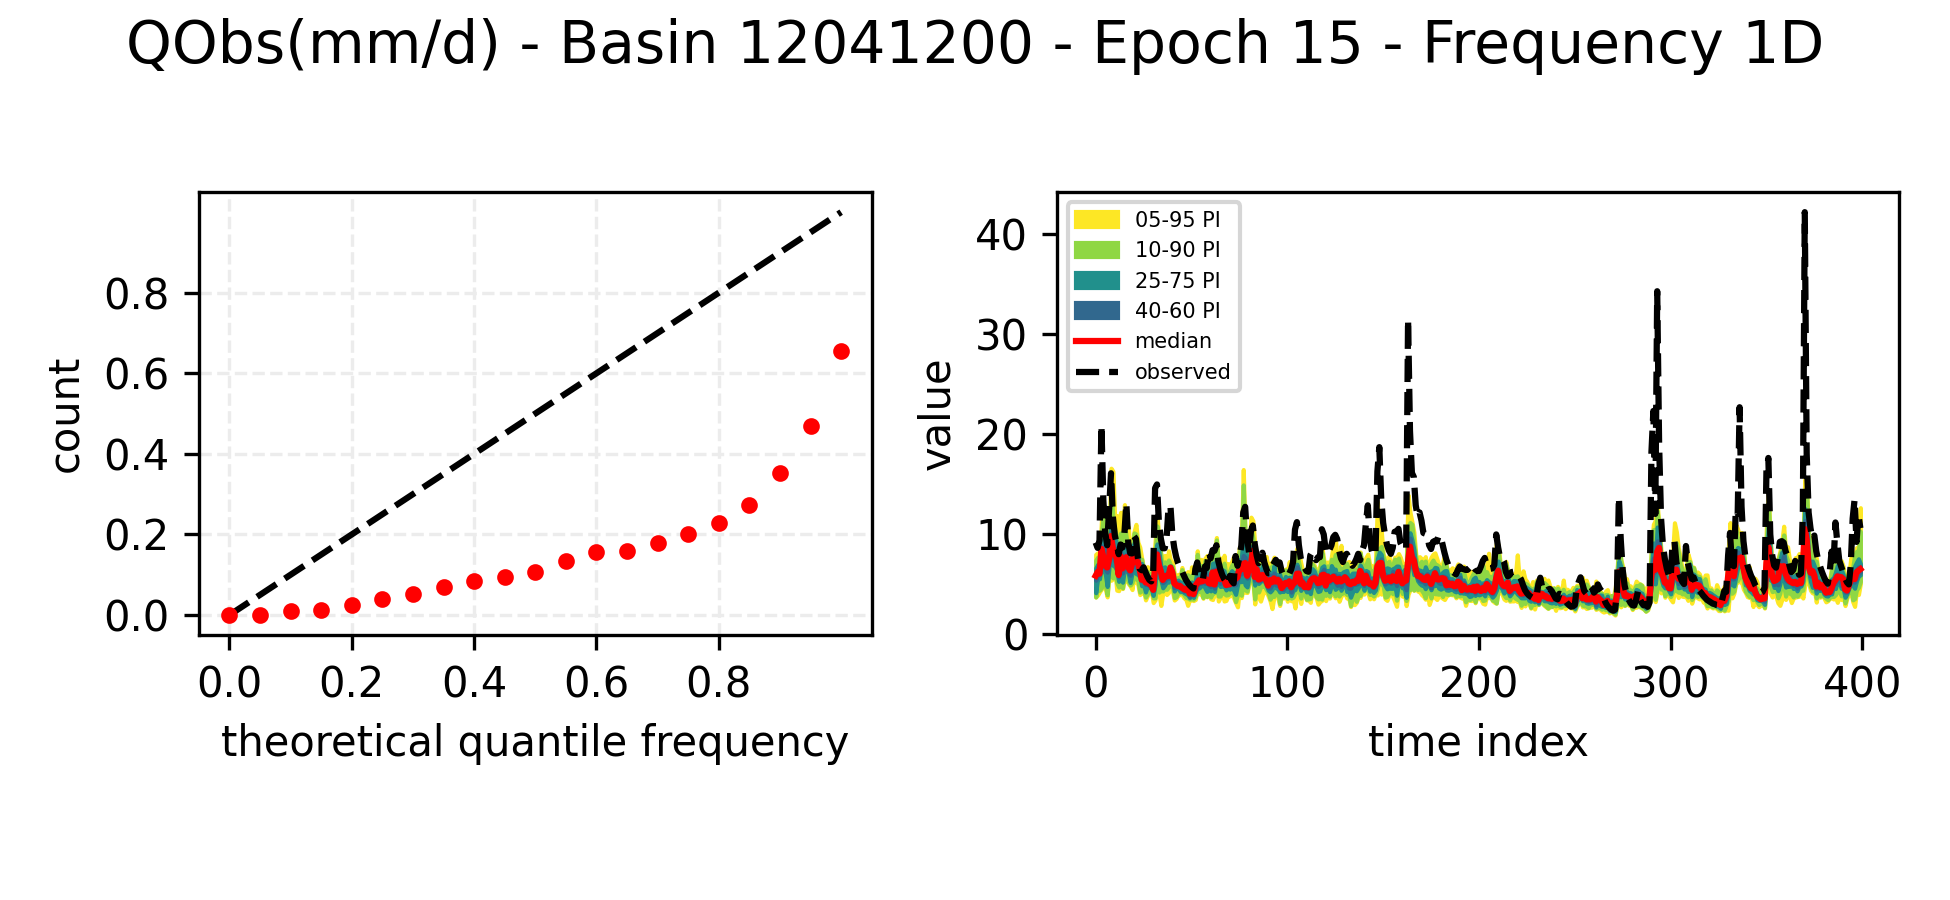 QObs(mm/d) - Basin 12041200 - Epoch 15 - Frequency 1D
count
0.8
0.6
0.4
0.2
0.0
0.0 0.2 0.4 0.6 0.8
theoretical quantile frequency
value
40
30
20
10
0
05-95 PI
10-90 PI
25-75 PI
40-60 PI
median
observed
0 100 200 300 400
time index